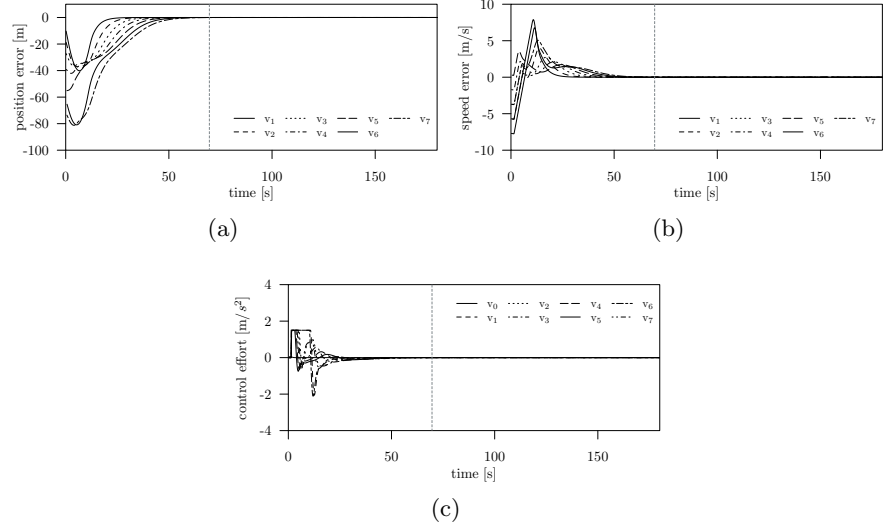 0
-20
-40
-60
-80
-100
position error [m]
v1 v3 v5 v7
v2 v4 v6
0 50 100 150
time [s]
(a)
10
5
0
-5
-10
speed error [m/s]
v1 v3 v5 v7
v2 v4 v6
0 50 100 150
time [s]
(b)
4
2
0
-2
-4
control effort [m/s²]
v0 v2 v4 v6
v1 v3 v5 v7
0 50 100 150
time [s]
(c)